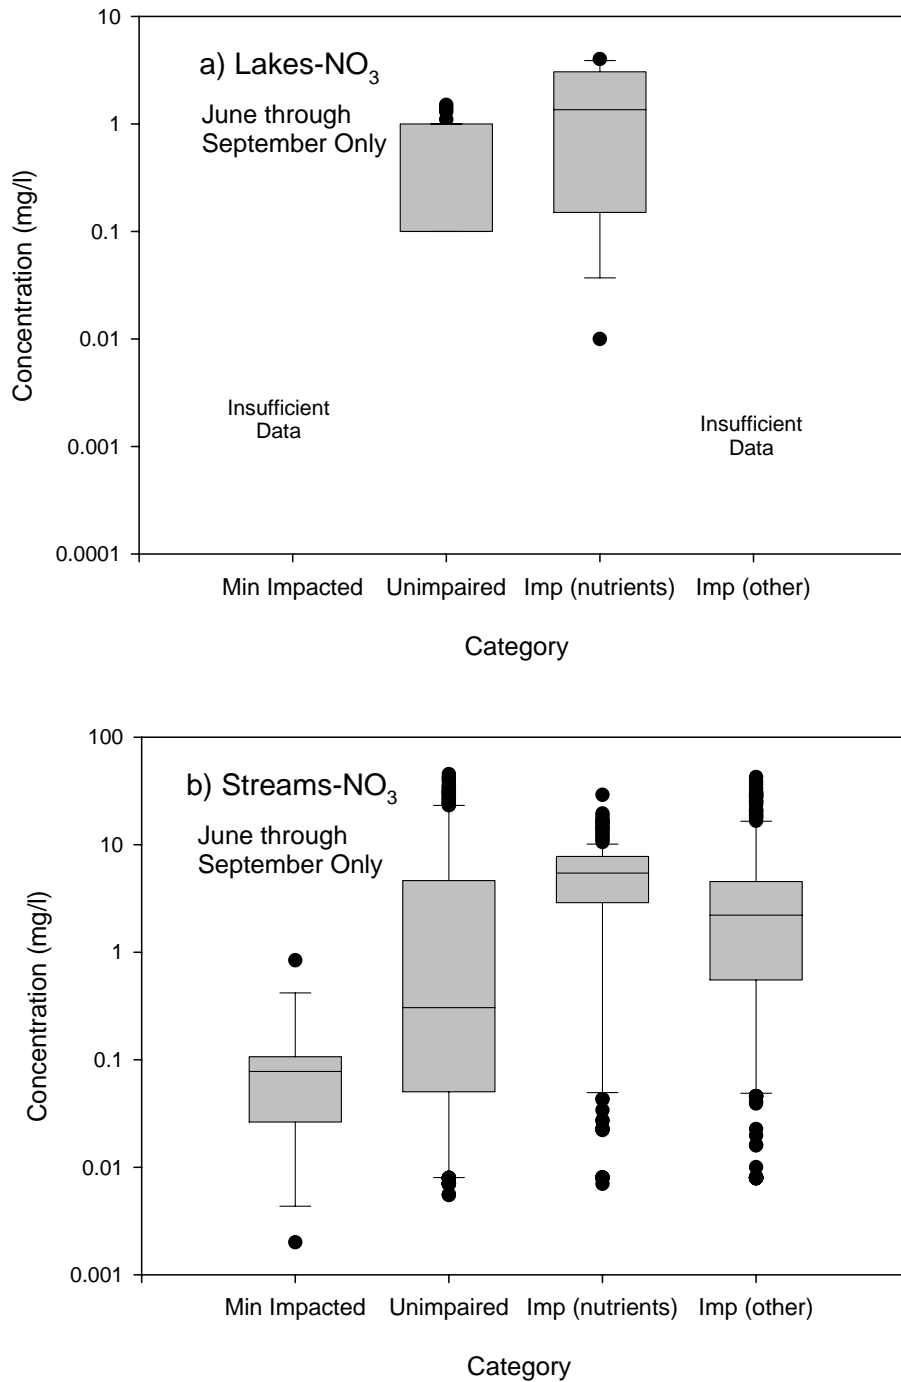 10
a) Lakes-NO3
June through
September Only
1
0.1
0.01
0.001
0.0001
Concentration (mg/l)
Insufficient
Data
Insufficient
Data
Min Impacted Unimpaired Imp (nutrients) Imp (other)
Category
100
b) Streams-NO3
June through
September Only
10
1
0.1
0.01
0.001
Concentration (mg/l)
Min Impacted Unimpaired Imp (nutrients) Imp (other)
Category